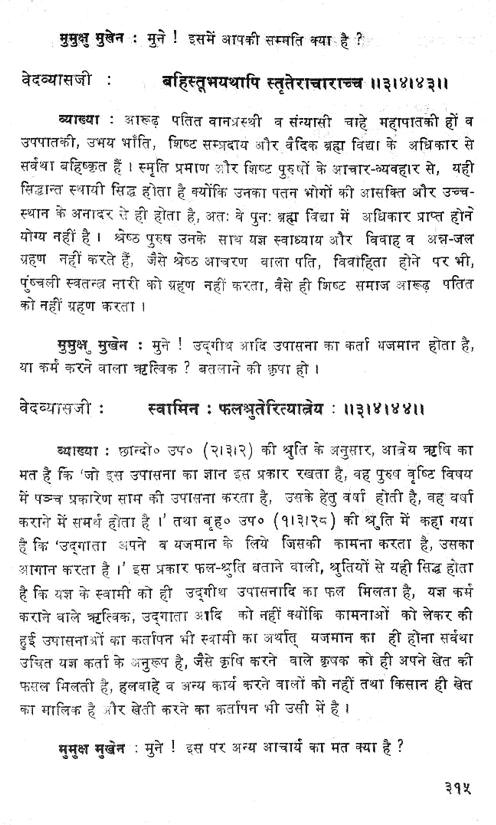 मुमुक्षु मुखेन : मुने ! इसमें आपकी सम्मति क्या है ?
वेदव्यासजी : बहिस्तूभयथापि स्तृतेराचाराच्च ॥३।४।४३॥
व्याख्या : आरूढ़ पतित वानप्रस्थी व संन्यासी चाहे महापातकी हों व
उपपातकी, उभय भाँति, शिष्ट सम्प्रदाय और वैदिक ब्रह्म विद्या के अधिकार से
सर्वथा बहिष्कृत हैं । स्मृति प्रमाण और शिष्ट पुरुषों के आचार-व्यवहार से, यही
सिद्धान्त स्थायी सिद्ध होता है क्योंकि उनका पतन भोगों की आसक्ति और उच्च-
स्थान के अनादर से ही होता है, अतः वे पुनः ब्रह्म विद्या में अधिकार प्राप्त होने
योग्य नहीं है । श्रेष्ठ पुरुष उनके साथ यज्ञ स्वाध्याय और विवाह व अन्न-जल
ग्रहण नहीं करते हैं, जैसे श्रेष्ठ आचरण वाला पति, विवाहिता होने पर भी,
पुंश्चली स्वतन्त्र नारी को ग्रहण नहीं करता, वैसे ही शिष्ट समाज आरूढ़ पतित
को नहीं ग्रहण करता ।
मुमुक्षु मुखेन : मुने ! उद्गीथ आदि उपासना का कर्ता यजमान होता है,
या कर्म करने वाला ऋत्विक ? बतलाने की कृपा हो ।
वेदव्यासजी : स्वामिन : फलश्रुतेरित्यात्रेय : ॥३।४।४४॥
व्याख्या : छान्दो० उप० (२।३।२) की श्रुति के अनुसार, आत्रेय ऋषि का
मत है कि 'जो इस उपासना का ज्ञान इस प्रकार रखता है, वह पुरुष वृष्टि विषय
में पञ्च प्रकारेण साम की उपासना करता है, उसके हेतु वर्षा होती है, वह वर्षा
कराने में समर्थ होता है ।' तथा बृह० उप० (१।३।२८) की श्रृति में कहा गया
है कि 'उद्गाता अपने व यजमान के लिये जिसकी कामना करता है, उसका
आगान करता है ।' इस प्रकार फल-श्रुति बताने वाली, श्रुतियों से यही सिद्ध होता
है कि यज्ञ के स्वामी को ही उद्गीथ उपासनादि का फल मिलता है, यज्ञ कर्म
कराने वाले ऋत्विक, उद्गाता आदि को नहीं क्योंकि कामनाओं को लेकर की
हुई उपासनाओं का कर्तापन भी स्वामी का अर्थात् यजमान का ही होना सर्वथा
उचित यज्ञ कर्ता के अनुरूप है, जैसे कृषि करने वाले कृषक को ही अपने खेत की
फसल मिलती है, हलवाहे व अन्य कार्य करने वालों को नहीं तथा किसान ही खेत
का मालिक है और खेती करने का कर्तापन भी उसी में है ।
मुमुक्ष मुखेन : मुने ! इस पर अन्य आचार्य का मत क्या है ?
३१५